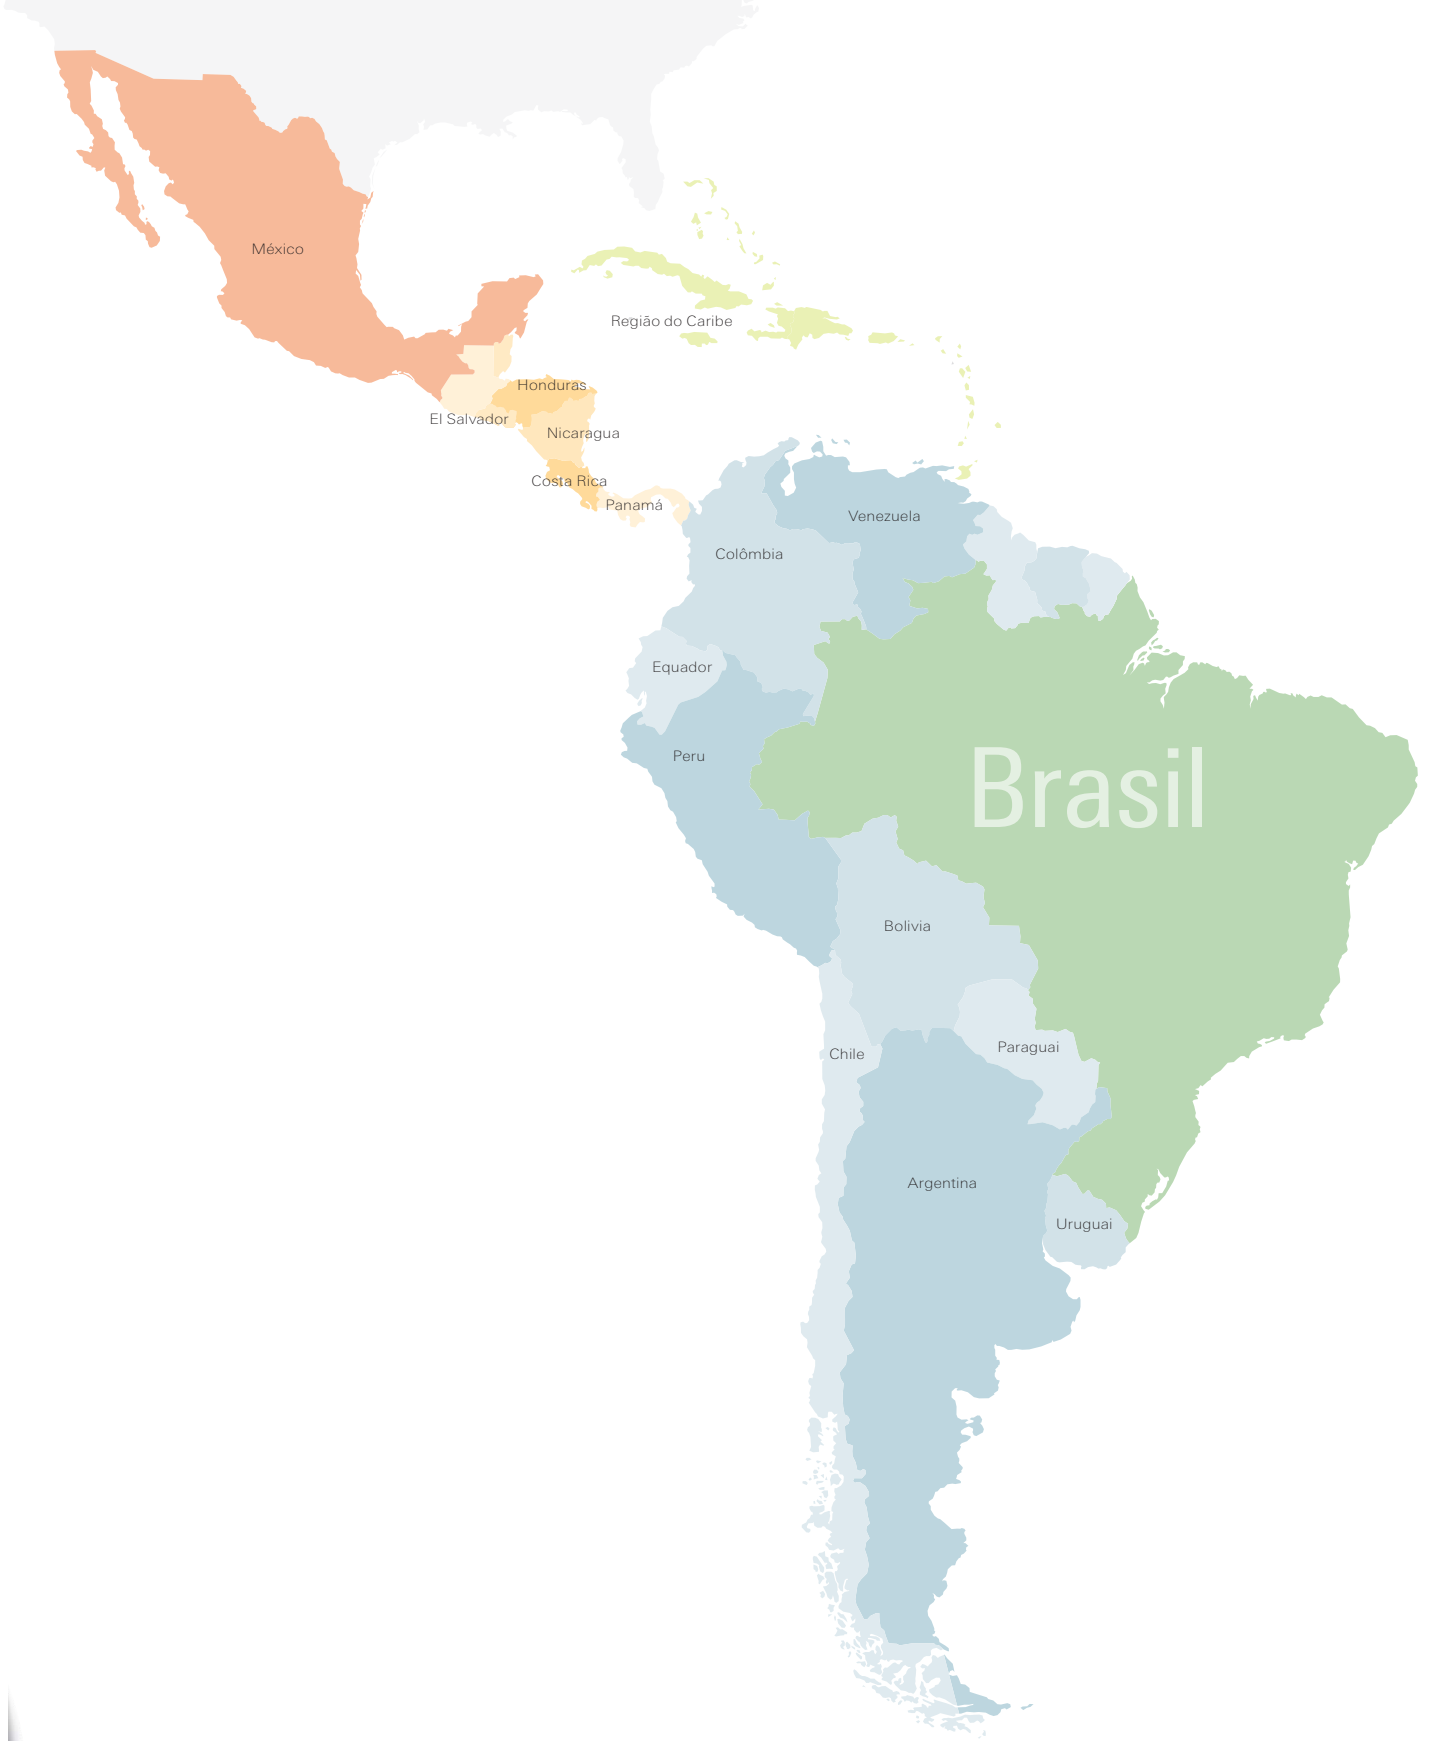 México
Região do Caribe
Honduras
El Salvador
Nicaragua
Costa Rica
Panamá
Venezuela
Colômbia
Equador
Peru
Brasil
Bolivia
Paraguai
Chile
Argentina
Uruguai